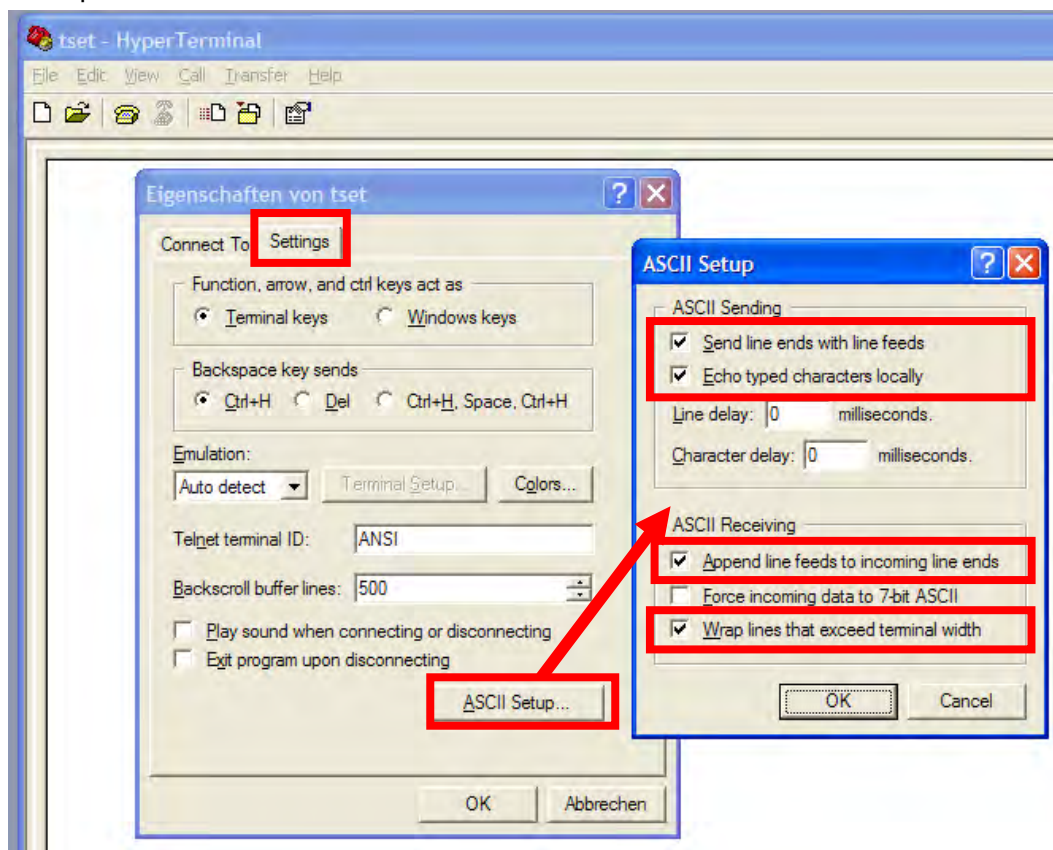 tset - HyperTerminal
File Edit View Call Transfer Help
Eigenschaften von tset
Connect To Settings
Function, arrow, and ctrl keys act as
Terminal keys Windows keys
Backspace key sends
Ctrl+H Del Ctrl+H, Space, Ctrl+H
Emulation:
Auto detect Terminal Setup... Colors...
Telnet terminal ID: ANSI
Backscroll buffer lines: 500
Play sound when connecting or disconnecting
Exit program upon disconnecting
ASCII Setup...
OK Abbrechen
ASCII Setup
ASCII Sending
Send line ends with line feeds
Echo typed characters locally
Line delay: 0 milliseconds.
Character delay: 0 milliseconds.
ASCII Receiving
Append line feeds to incoming line ends
Force incoming data to 7-bit ASCII
Wrap lines that exceed terminal width
OK Cancel